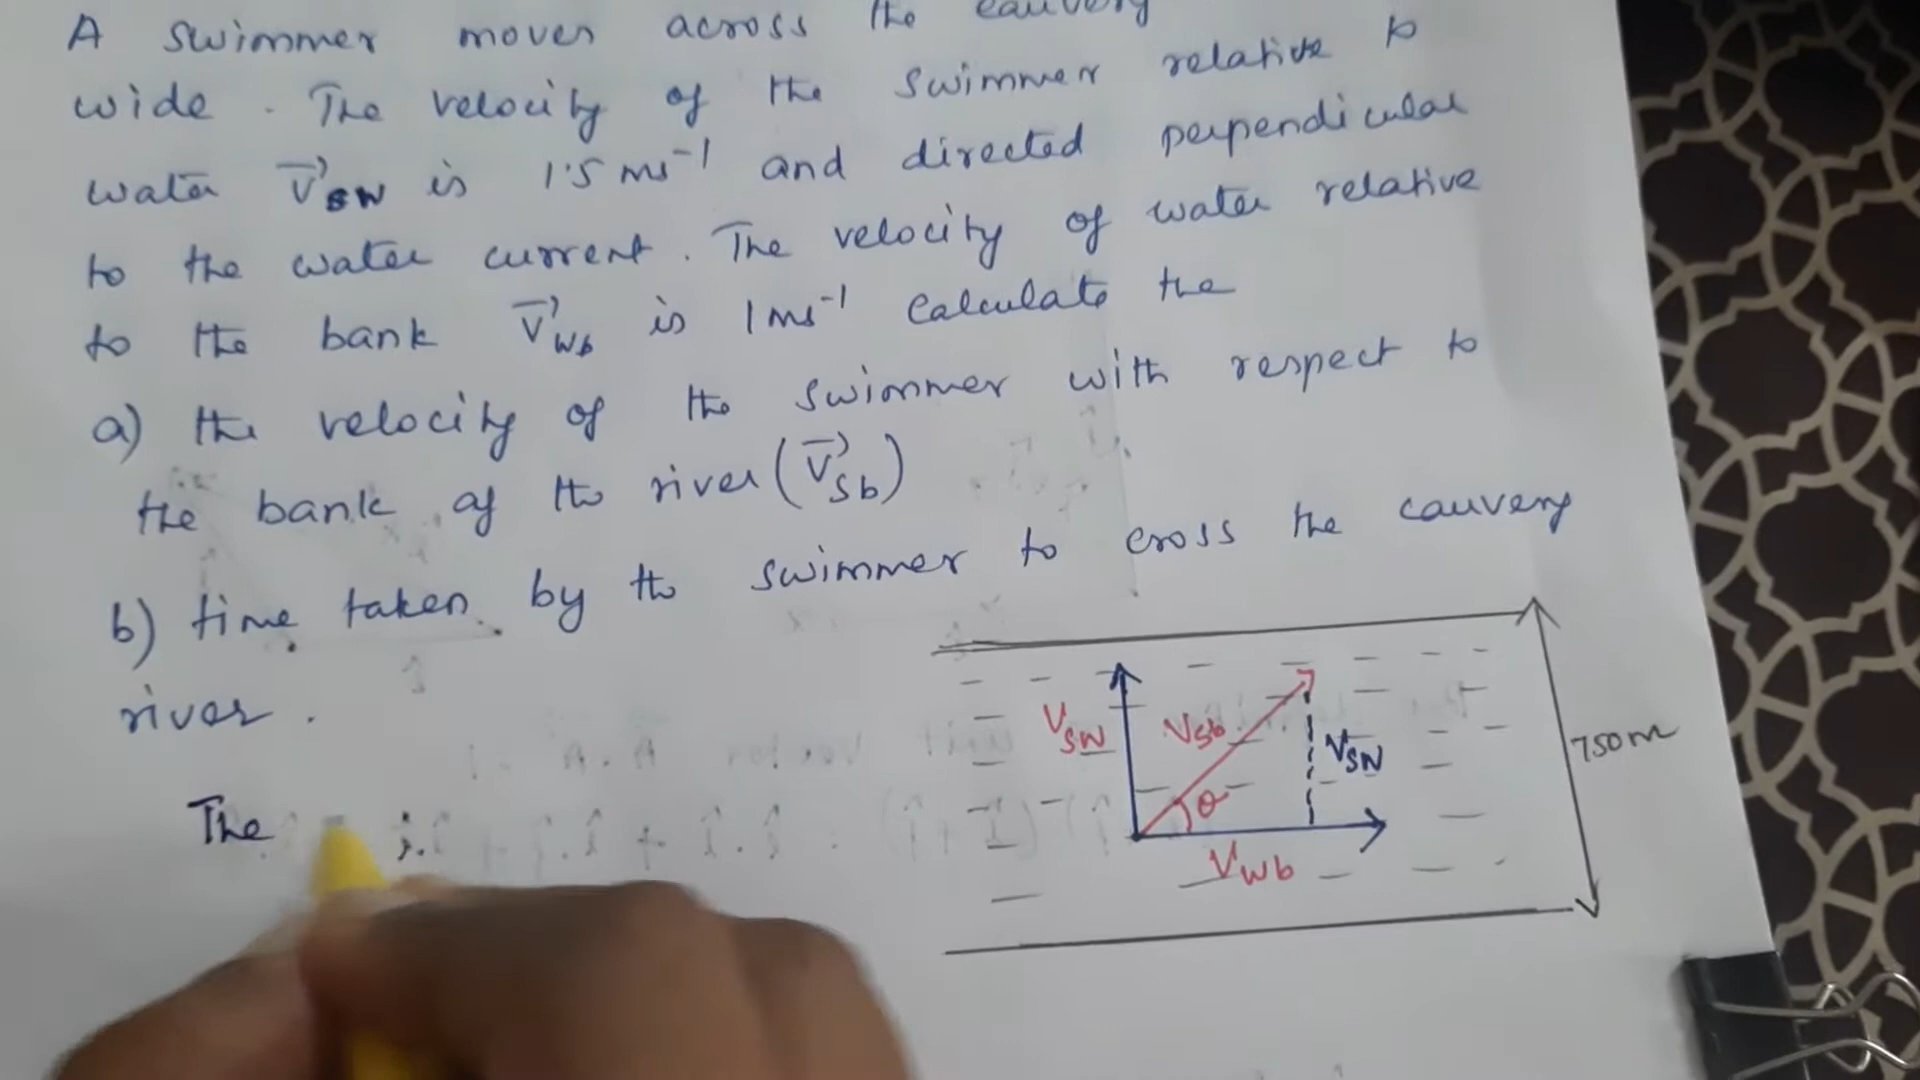 A swimmer moves across the cauvery
wide. The velocity of the swimmer relative to
water V⃗sw is 1.5 ms⁻¹ and directed perpendicular
to the water current. The velocity of water relative
to the bank V⃗wb is 1 ms⁻¹ Calculate the
a) the velocity of the swimmer with respect to
the bank of the river (V⃗sb)
b) time taken by the swimmer to cross the cauvery
river.
Vsw Vsb Vsw
750m
θ
Vwb
The